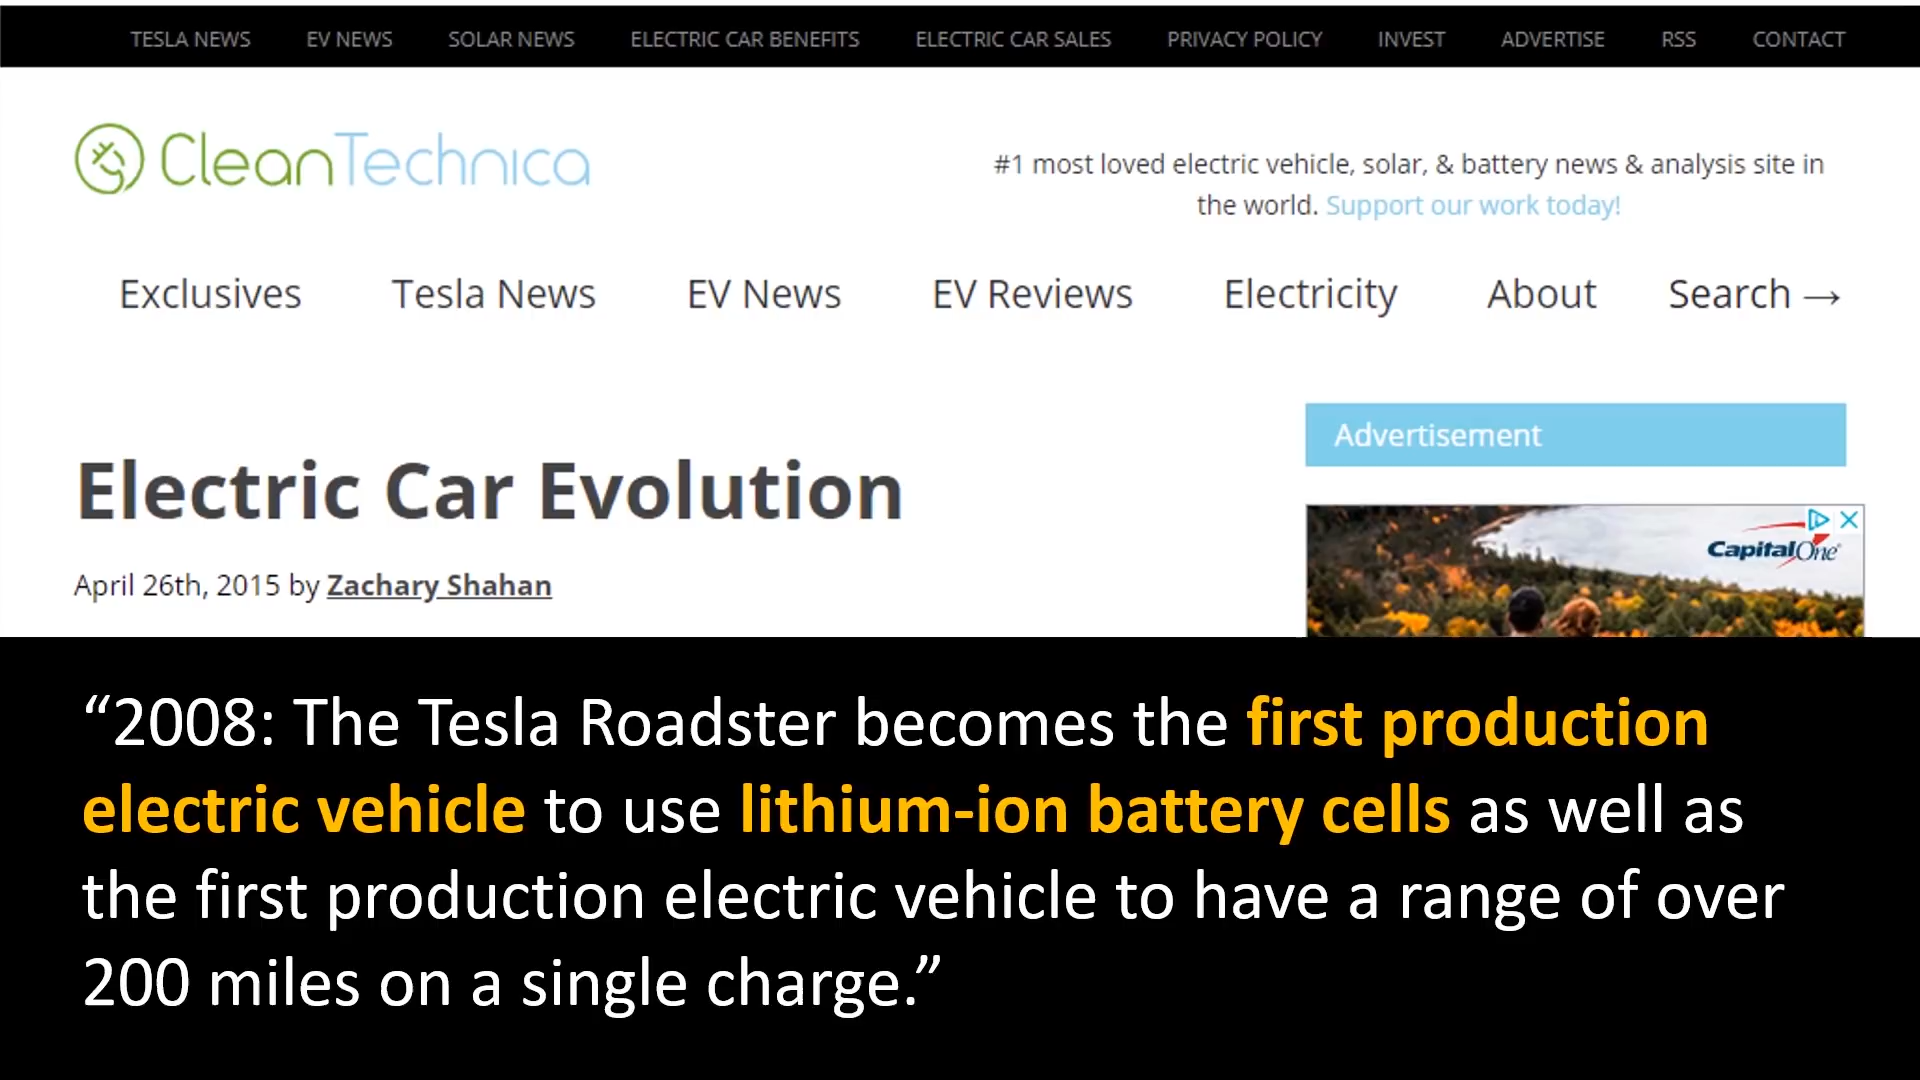 TESLA NEWS EV NEWS SOLAR NEWS ELECTRIC CAR BENEFITS ELECTRIC CAR SALES PRIVACY POLICY INVEST ADVERTISE RSS CONTACT
CleanTechnica
#1 most loved electric vehicle, solar, & battery news & analysis site in
the world. Support our work today!
Exclusives Tesla News EV News EV Reviews Electricity About Search →
Advertisement
Electric Car Evolution
CapitalOne
April 26th, 2015 by Zachary Shahan
“2008: The Tesla Roadster becomes the first production
electric vehicle to use lithium-ion battery cells as well as
the first production electric vehicle to have a range of over
200 miles on a single charge.”